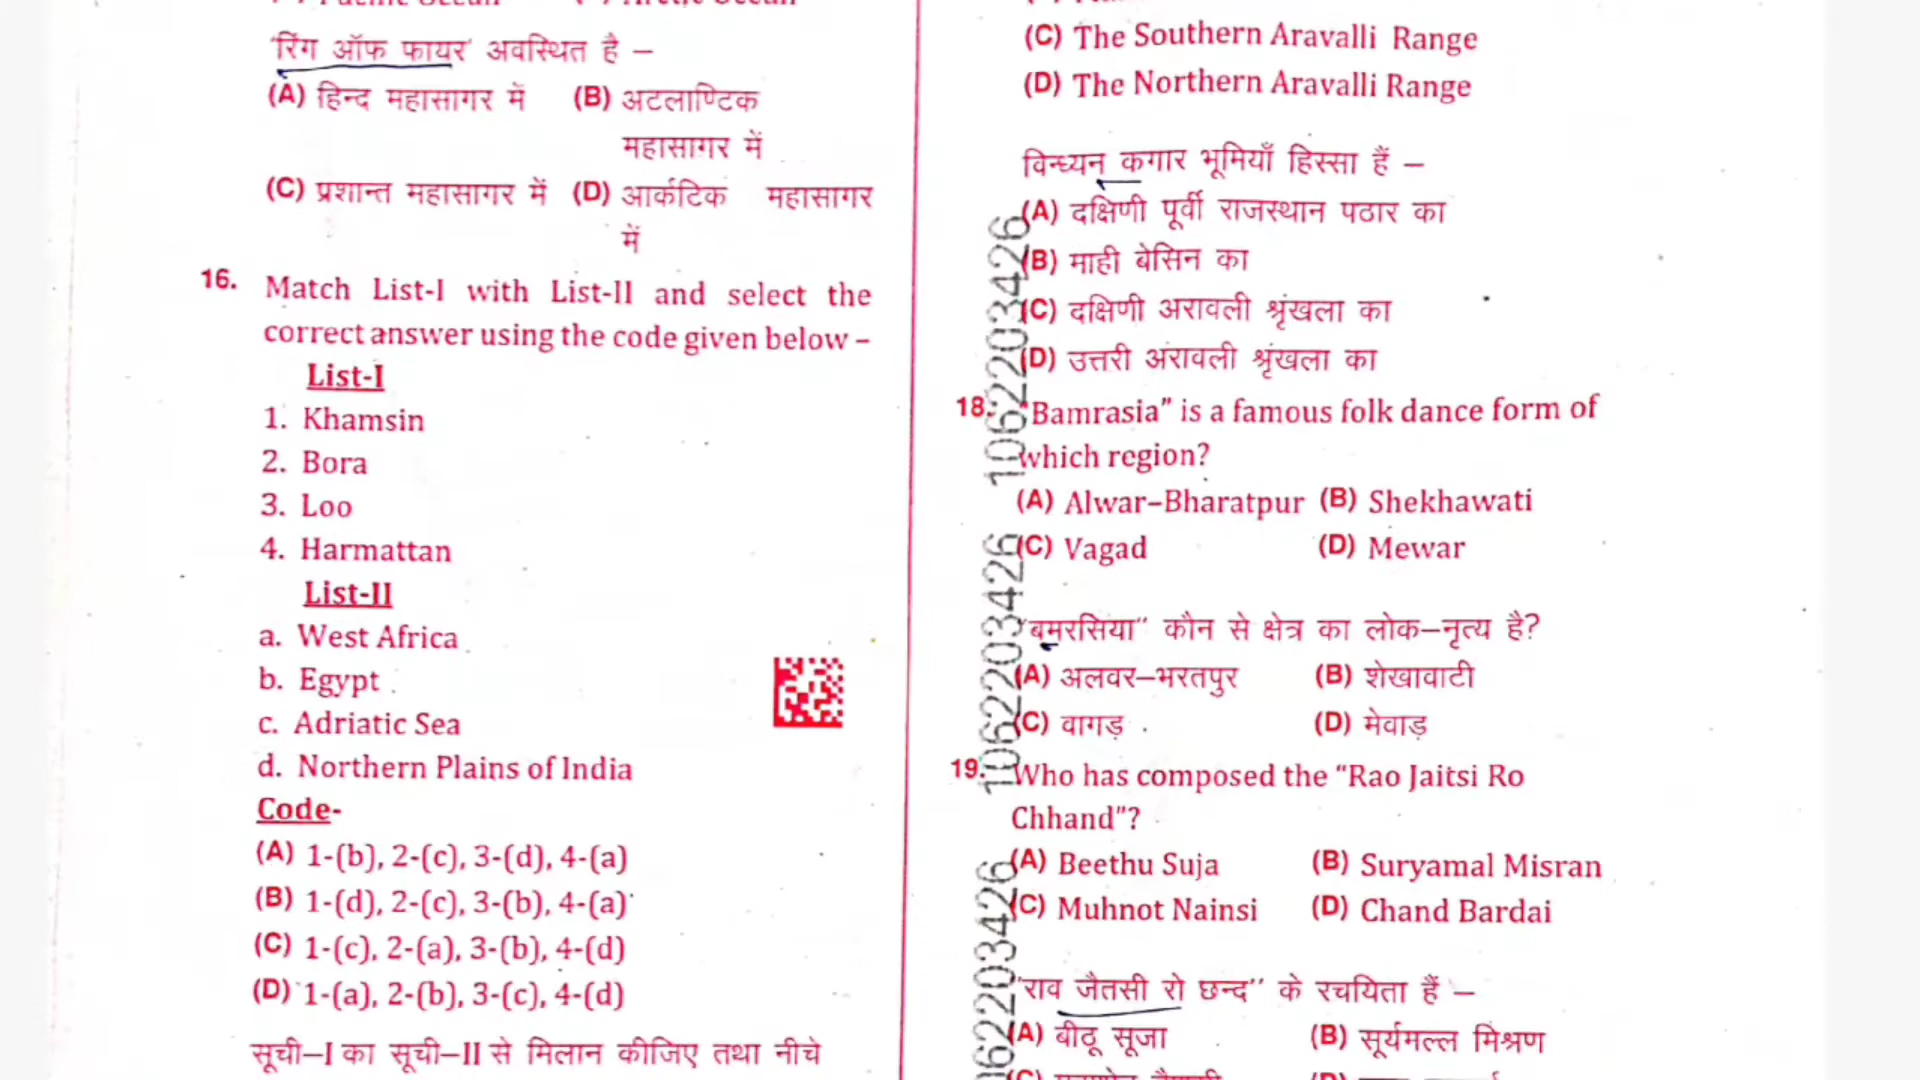 'रिंग ऑफ फायर' अवस्थित है –
(A) हिन्द महासागर में (B) अटलाण्टिक
महासागर में
(C) प्रशान्त महासागर में (D) आर्कटिक महासागर
में
16. Match List-I with List-II and select the
correct answer using the code given below –
List-I
1. Khamsin
2. Bora
3. Loo
4. Harmattan
List-II
a. West Africa
b. Egypt
c. Adriatic Sea
d. Northern Plains of India
Code-
(A) 1-(b), 2-(c), 3-(d), 4-(a)
(B) 1-(d), 2-(c), 3-(b), 4-(a)
(C) 1-(c), 2-(a), 3-(b), 4-(d)
(D) 1-(a), 2-(b), 3-(c), 4-(d)
सूची–I का सूची–II से मिलान कीजिए तथा नीचे
(C) The Southern Aravalli Range
(D) The Northern Aravalli Range
विन्ध्यन कगार भूमियाँ हिस्सा हैं –
(A) दक्षिणी पूर्वी राजस्थान पठार का
(B) माही बेसिन का
(C) दक्षिणी अरावली श्रृंखला का
(D) उत्तरी अरावली श्रृंखला का
18. "Bamrasia" is a famous folk dance form of
which region?
(A) Alwar–Bharatpur (B) Shekhawati
(C) Vagad (D) Mewar
"बमरसिया" कौन से क्षेत्र का लोक–नृत्य है?
(A) अलवर–भरतपुर (B) शेखावाटी
(C) वागड़ (D) मेवाड़
19. Who has composed the "Rao Jaitsi Ro
Chhand"?
(A) Beethu Suja (B) Suryamal Misran
(C) Muhnot Nainsi (D) Chand Bardai
"राव जैतसी रो छन्द" के रचयिता हैं –
(A) बीठू सूजा (B) सूर्यमल्ल मिश्रण
1062203426
1062203426
062203426